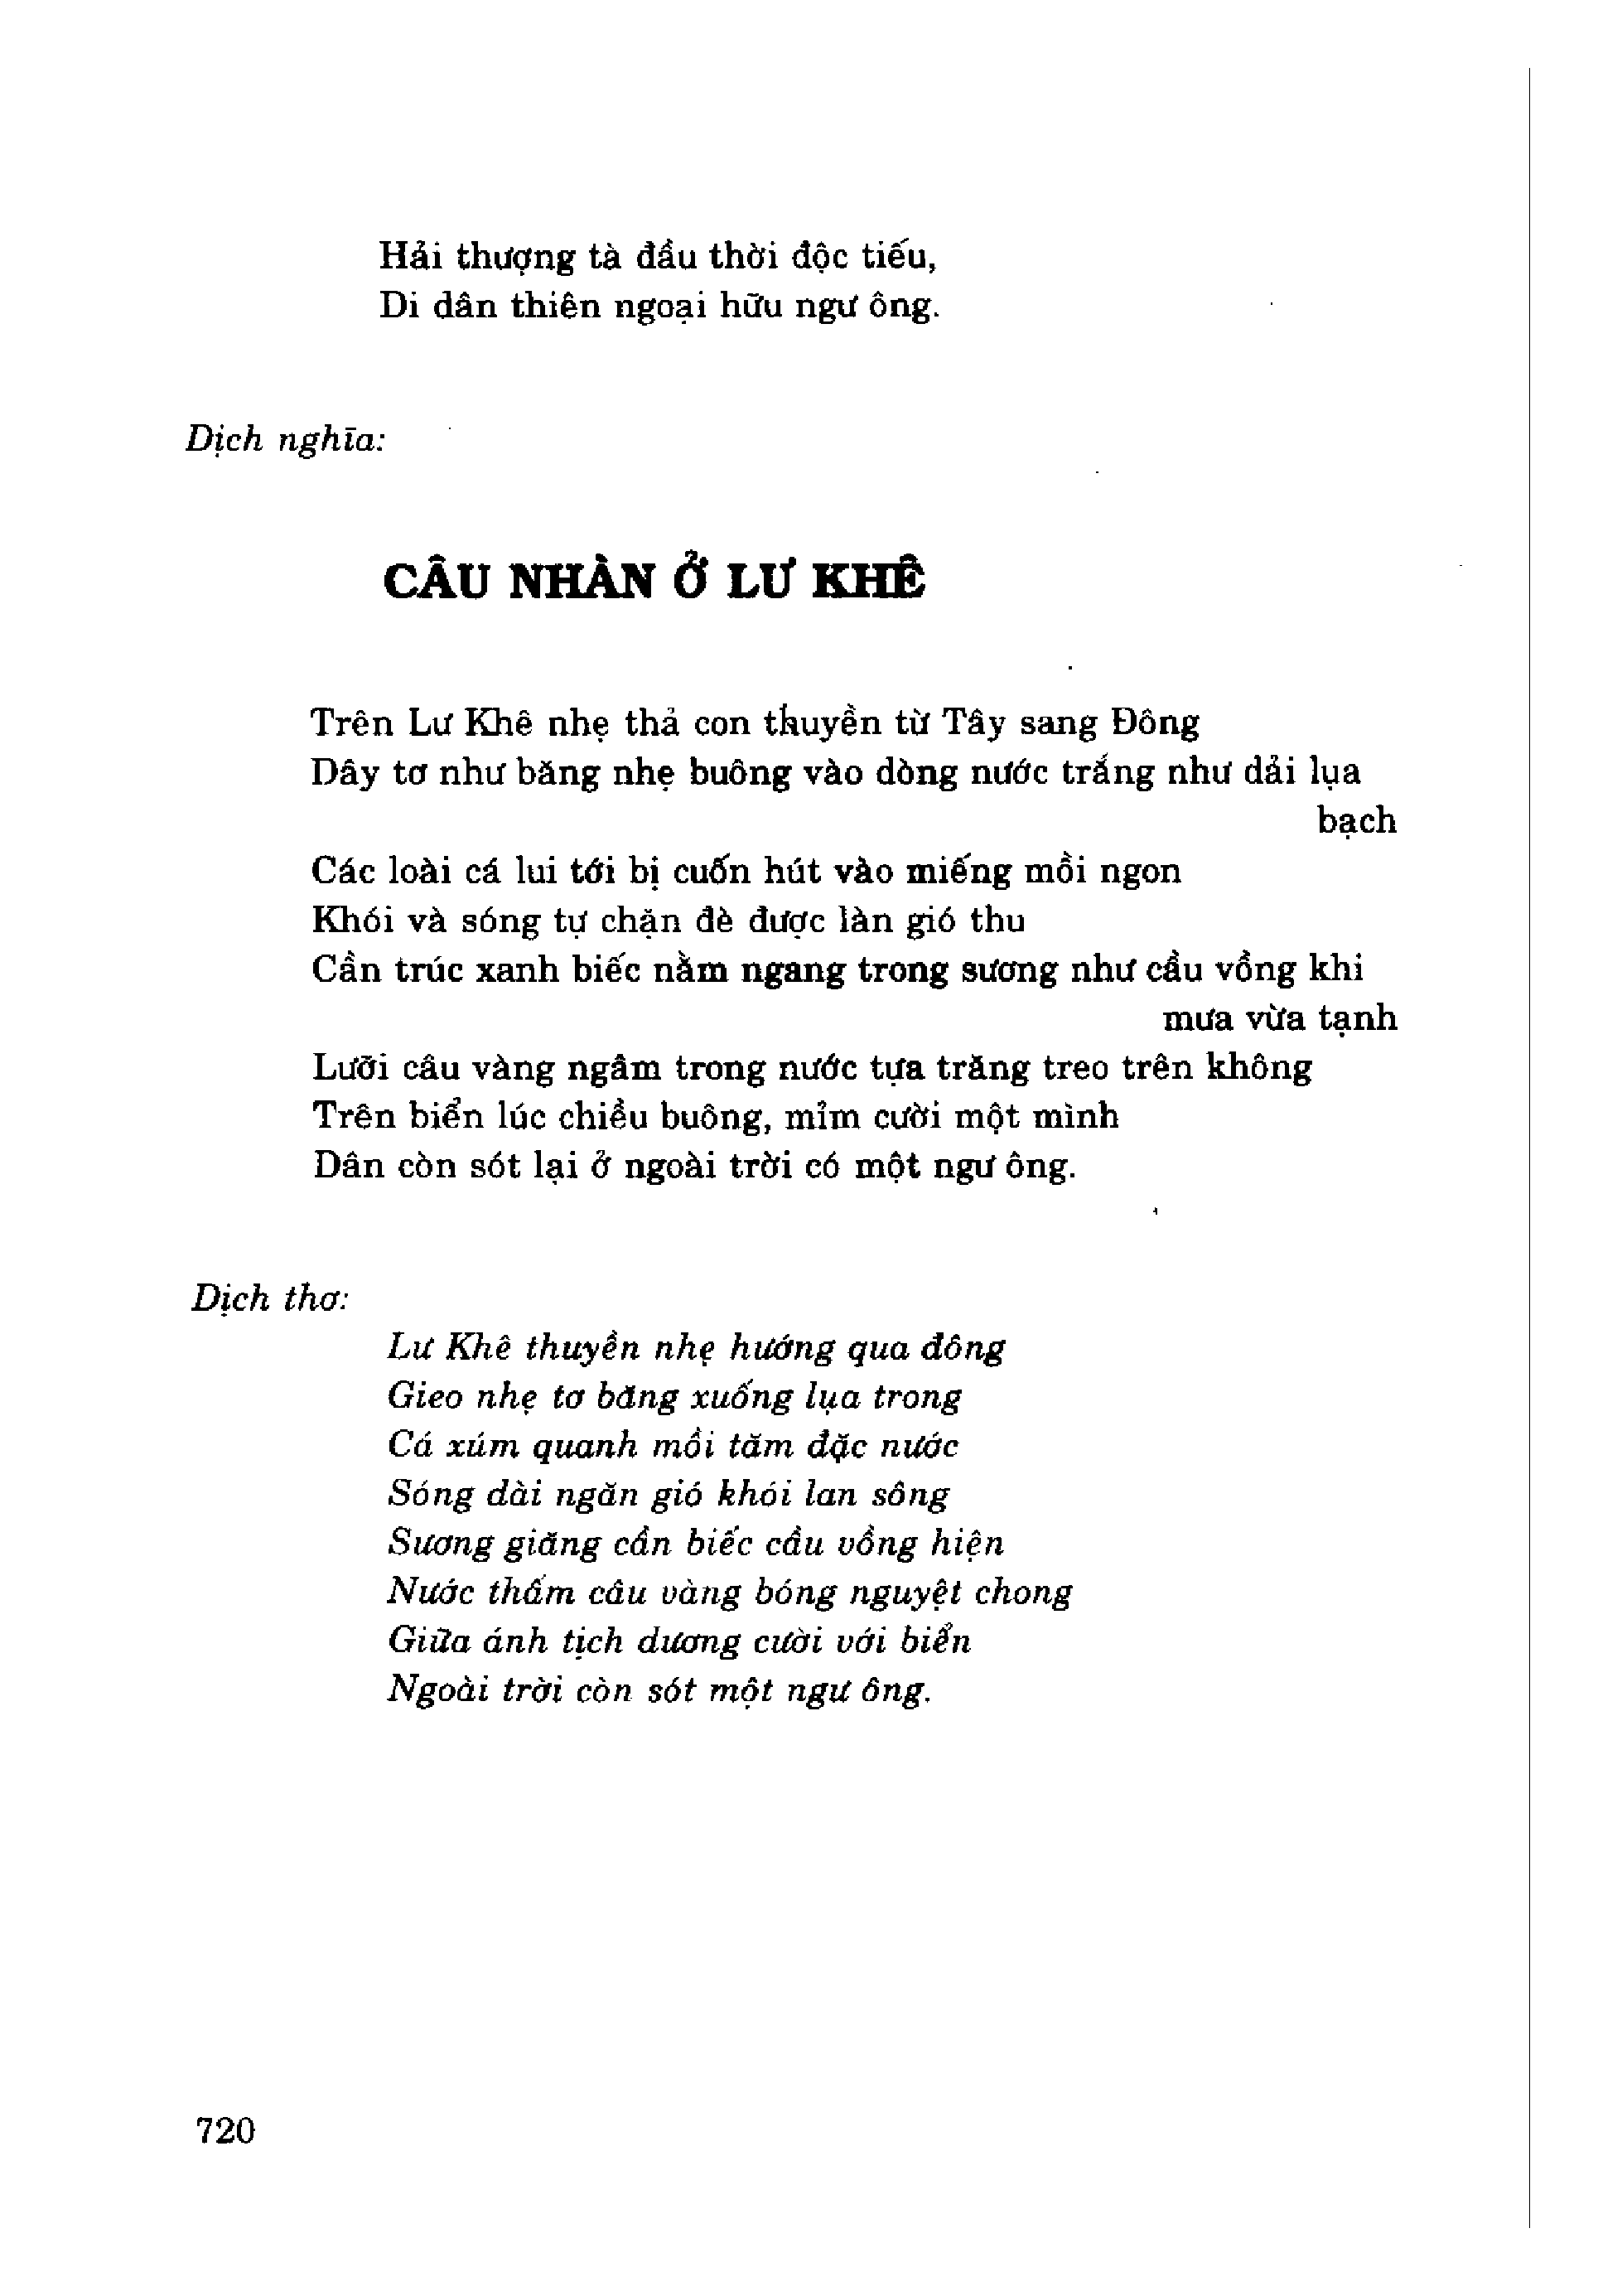 Hải thượng tà đầu thời độc tiếu,
Di dân thiên ngoại hữu ngư ông.
Dịch nghĩa:
CÂU NHÀN Ở LƯ KHÊ
Trên Lư Khê nhẹ thả con thuyền từ Tây sang Đông
Dây tơ như băng nhẹ buông vào dòng nước trắng như dải lụa
bạch
Các loài cá lui tới bị cuốn hút vào miếng mồi ngon
Khói và sóng tự chặn đè được làn gió thu
Cần trúc xanh biếc nằm ngang trong sương như cầu vồng khi
mưa vừa tạnh
Lưỡi câu vàng ngâm trong nước tựa trăng treo trên không
Trên biển lúc chiều buông, mỉm cười một mình
Dân còn sót lại ở ngoài trời có một ngư ông.
Dịch thơ:
Lư Khê thuyền nhẹ hướng qua đông
Gieo nhẹ tơ băng xuống lụa trong
Cá xúm quanh mồi tăm đặc nước
Sóng dài ngăn gió khói lan sông
Sương giăng cần biếc cầu vồng hiện
Nước thấm câu vàng bóng nguyệt chong
Giữa ánh tịch dương cười với biển
Ngoài trời còn sót một ngư ông.
720